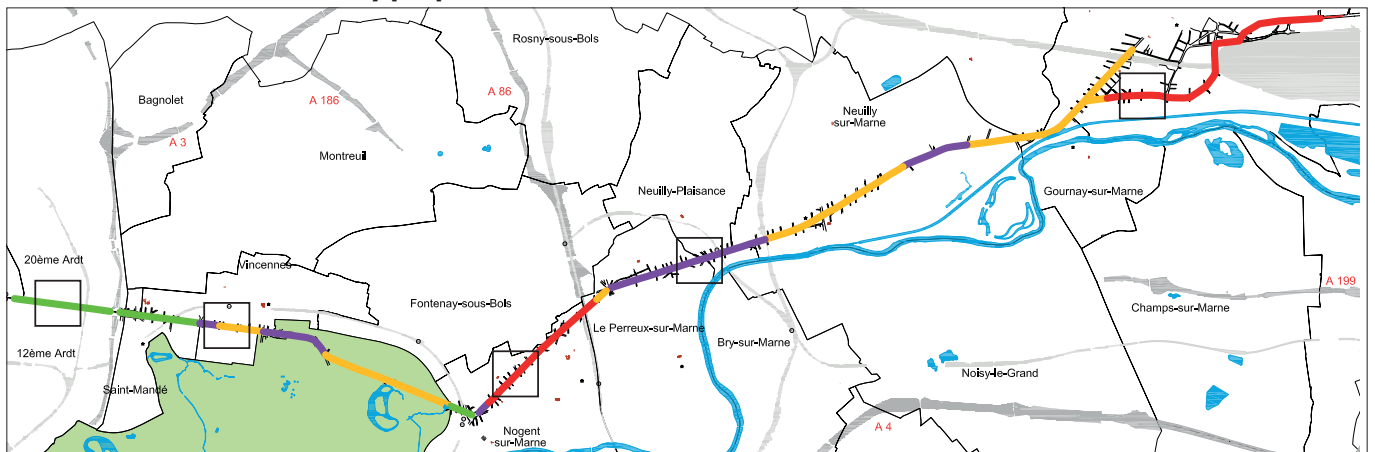 Rosny-sous-Bols
Bagnolet
A 186
A 86
A 3
Neuilly
sur-Marne
Montreuil
Neuilly-Plaisance
Gournay-sur-Marne
20ème Ardt
Vincennes
Fontenay-sous-Bols
A 199
Champs-sur-Marne
Le Perreux-sur-Marne
Bry-sur-Marne
12ème Ardt
Noisy-le-Grand
Saint-Mandé
Nogent
sur-Marne
A 4